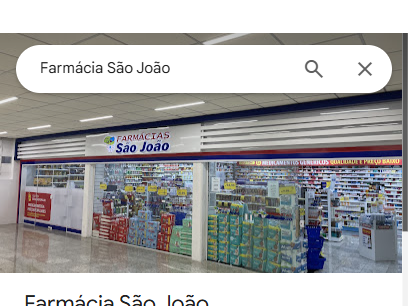 Farmácia São João
FARMÁCIAS
São João
MEDICAMENTOS GENÉRICOS QUALIDADE E PREÇO BAIXO
Farmácia São João